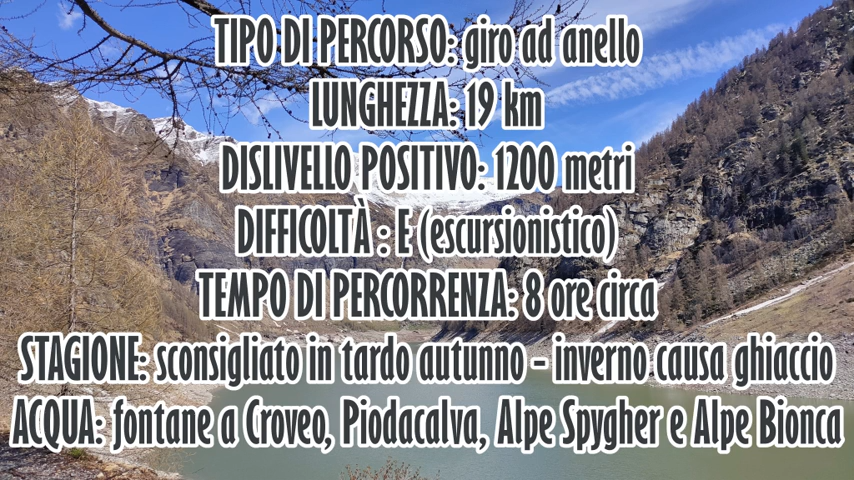 TIPO DI PERCORSO: giro ad anello
LUNGHEZZA: 19 km
DISLIVELLO POSITIVO: 1200 metri
DIFFICOLTÀ : E (escursionistico)
TEMPO DI PERCORRENZA: 8 ore circa
STAGIONE: sconsigliato in tardo autunno - inverno causa ghiaccio
ACQUA: fontane a Croveo, Piodacalva, Alpe Spygher e Alpe Bionca